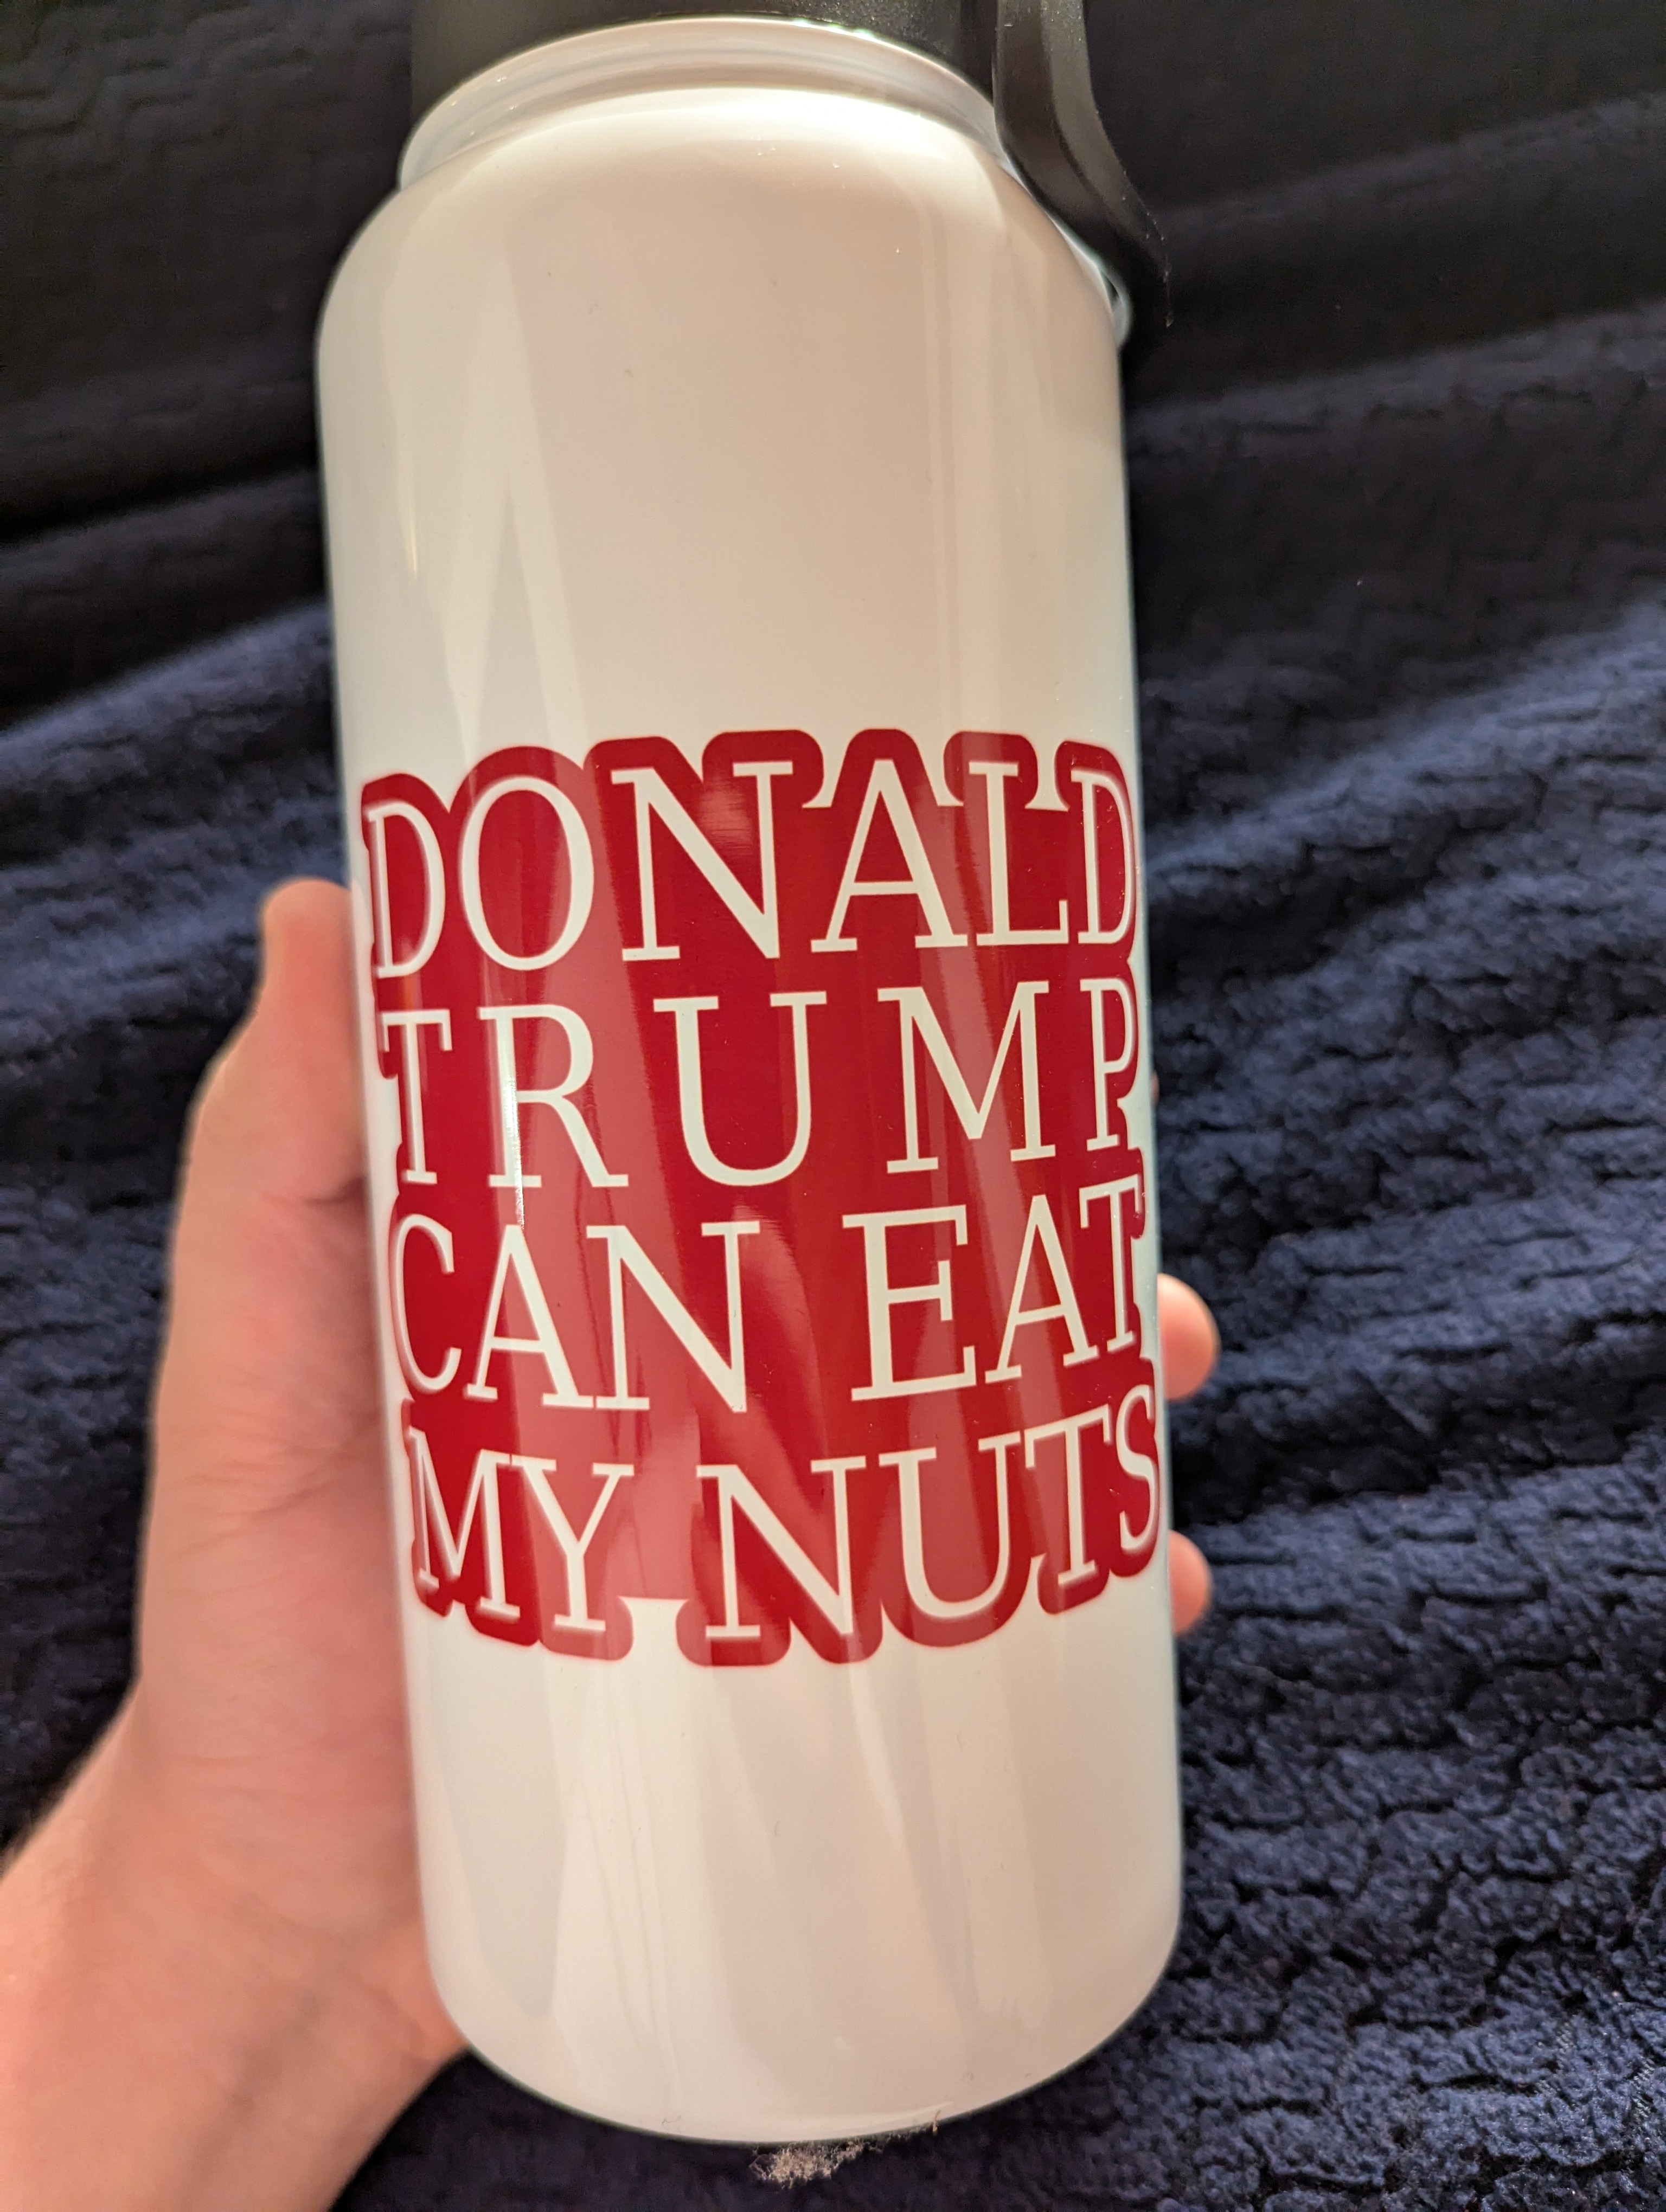 DONALD
TRUMP
CAN EAT
MY NUTS